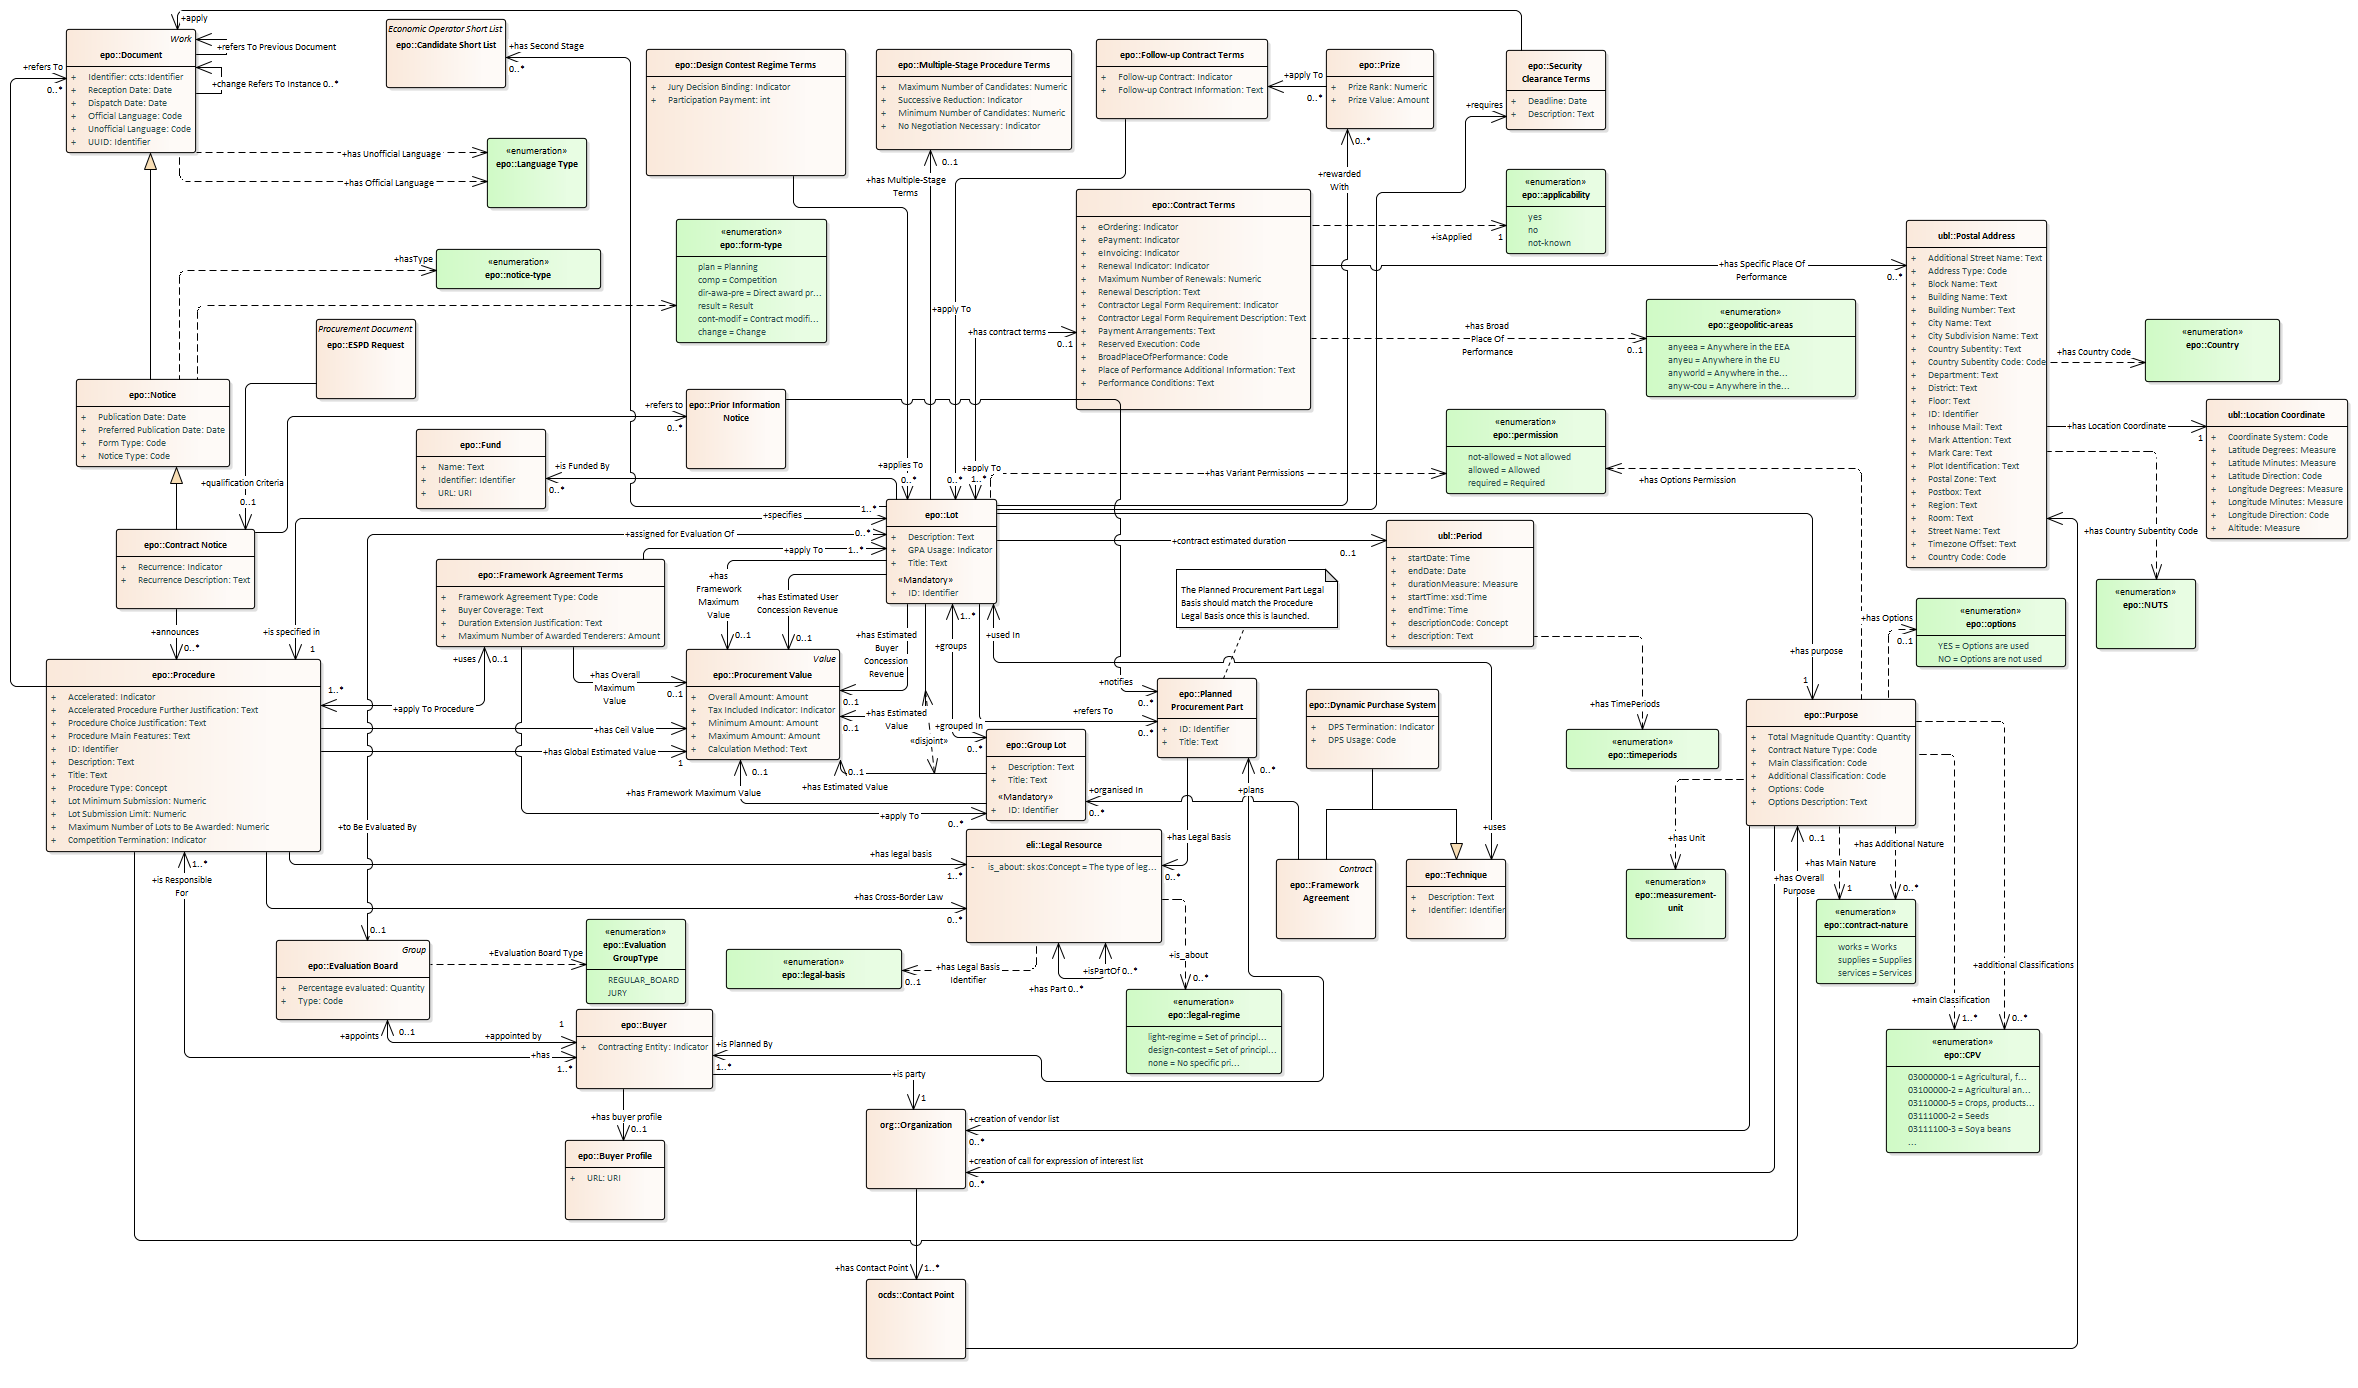 +apply
Work
epo::Document
+ Identifier: ccts:Identifier
+ Reception Date: Date
+ Dispatch Date: Date
+ Official Language: Code
+ Unofficial Language: Code
+ UUID: Identifier
+refers To
0..*
+refers To Previous Document
+change Refers To Instance 0..*
Economic Operator Short List
epo::Candidate Short List
+has Second Stage
0..*
epo::Design Contest Regime Terms
+ Jury Decision Binding: Indicator
+ Participation Payment: int
epo::Multiple-Stage Procedure Terms
+ Maximum Number of Candidates: Numeric
+ Successive Reduction: Indicator
+ Minimum Number of Candidates: Numeric
+ No Negotiation Necessary: Indicator
0..1
+has Multiple-Stage
Terms
epo::Follow-up Contract Terms
+ Follow-up Contract: Indicator
+ Follow-up Contract Information: Text
+apply To
0..*
epo::Prize
+ Prize Rank: Numeric
+ Prize Value: Amount
0..*
+rewarded
With
epo::Security
Clearance Terms
+ Deadline: Date
+ Description: Text
+requires
+has Unofficial Language
+has Official Language
«enumeration»
epo::Language Type
«enumeration»
epo::applicability
yes
no
not-known
+isApplied
1
epo::Contract Terms
+ eOrdering: Indicator
+ ePayment: Indicator
+ eInvoicing: Indicator
+ Renewal Indicator: Indicator
+ Maximum Number of Renewals: Numeric
+ Renewal Description: Text
+ Contractor Legal Form Requirement: Indicator
+ Contractor Legal Form Requirement Description: Text
+ Payment Arrangements: Text
+ Reserved Execution: Code
+ BroadPlaceOfPerformance: Code
+ Place of Performance Additional Information: Text
+ Performance Conditions: Text
+has contract terms
0..1
+has Specific Place Of
Performance
0..*
+has Broad
Place Of
Performance
0..1
«enumeration»
epo::geopolitic-areas
anyeea = Anywhere in the EEA
anyeu = Anywhere in the EU
anyworld = Anywhere in the...
anyw-cou = Anywhere in the...
ubl::Postal Address
+ Additional Street Name: Text
+ Address Type: Code
+ Block Name: Text
+ Building Name: Text
+ Building Number: Text
+ City Name: Text
+ City Subdivision Name: Text
+ Country Subentity: Text
+ Country Subentity Code: Code
+ Department: Text
+ District: Text
+ Floor: Text
+ ID: Identifier
+ Inhouse Mail: Text
+ Mark Attention: Text
+ Mark Care: Text
+ Plot Identification: Text
+ Postal Zone: Text
+ Postbox: Text
+ Region: Text
+ Room: Text
+ Street Name: Text
+ Timezone Offset: Text
+ Country Code: Code
+has Country Code
«enumeration»
epo::Country
+has Location Coordinate
1
ubl::Location Coordinate
+ Coordinate System: Code
+ Latitude Degrees: Measure
+ Latitude Minutes: Measure
+ Latitude Direction: Code
+ Longitude Degrees: Measure
+ Longitude Minutes: Measure
+ Longitude Direction: Code
+ Altitude: Measure
+has Country Subentity Code
«enumeration»
epo::NUTS
+hasType
«enumeration»
epo::notice-type
«enumeration»
epo::form-type
plan = Planning
comp = Competition
dir-awa-pre = Direct award pr...
result = Result
cont-modif = Contract modifi...
change = Change
Procurement Document
epo::ESPD Request
epo::Notice
+ Publication Date: Date
+ Preferred Publication Date: Date
+ Form Type: Code
+ Notice Type: Code
+qualification Criteria
0..1
epo::Fund
+ Name: Text
+ Identifier: Identifier
+ URL: URI
+is Funded By
0..*
+refers to
0..*
epo::Prior Information
Notice
+apply To
+applies To
0..*
0..*
+apply To
1..*
+has Variant Permissions
«enumeration»
epo::permission
not-allowed = Not allowed
allowed = Allowed
required = Required
+has Options Permission
epo::Contract Notice
+ Recurrence: Indicator
+ Recurrence Description: Text
+announces
0..*
+is specified in
1
+specifies
1..*
+assigned for Evaluation Of
0..*
+apply To
1..*
epo::Lot
+ Description: Text
+ GPA Usage: Indicator
+ Title: Text
«Mandatory»
+ ID: Identifier
epo::Framework Agreement Terms
+ Framework Agreement Type: Code
+ Buyer Coverage: Text
+ Duration Extension Justification: Text
+ Maximum Number of Awarded Tenderers: Amount
+uses
0..1
1..*
+apply To Procedure
+has
Framework
Maximum
Value
0..1
+has Estimated User
Concession Revenue
0..1
+has Estimated
Buyer
Concession
Revenue
0..1
+contract estimated duration
0..1
ubl::Period
+ startDate: Time
+ endDate: Date
+ durationMeasure: Measure
+ startTime: xsd:Time
+ endTime: Time
+ descriptionCode: Concept
+ description: Text
The Planned Procurement Part Legal
Basis should match the Procedure
Legal Basis once this is launched.
+has TimePeriods
«enumeration»
epo::timeperiods
+has Options
0..1
«enumeration»
epo::options
YES = Options are used
NO = Options are not used
+has purpose
1
epo::Procedure
+ Accelerated: Indicator
+ Accelerated Procedure Further Justification: Text
+ Procedure Choice Justification: Text
+ Procedure Main Features: Text
+ ID: Identifier
+ Description: Text
+ Title: Text
+ Procedure Type: Concept
+ Lot Minimum Submission: Numeric
+ Lot Submission Limit: Numeric
+ Maximum Number of Lots to Be Awarded: Numeric
+ Competition Termination: Indicator
+has Overall
Maximum
Value
0..1
+has Ceil Value
+has Global Estimated Value
1
Value
epo::Procurement Value
+ Overall Amount: Amount
+ Tax Included Indicator: Indicator
+ Minimum Amount: Amount
+ Maximum Amount: Amount
+ Calculation Method: Text
+has Estimated
Value
0..1
1..*
+groups
+grouped In
0..*
«disjoint»
+used In
+notifies
0..*
+refers To
0..*
epo::Planned
Procurement Part
+ ID: Identifier
+ Title: Text
epo::Dynamic Purchase System
+ DPS Termination: Indicator
+ DPS Usage: Code
epo::Group Lot
+ Description: Text
+ Title: Text
«Mandatory»
+ ID: Identifier
0..1
+has Framework Maximum Value
0..1
+has Estimated Value
+apply To
0..*
+organised In
0..*
+plans
0..*
+uses
epo::Purpose
+ Total Magnitude Quantity: Quantity
+ Contract Nature Type: Code
+ Main Classification: Code
+ Additional Classification: Code
+ Options: Code
+ Options Description: Text
+has Unit
«enumeration»
epo::measurement-
unit
+has Overall
Purpose
0..1
+has Main Nature
1
+has Additional Nature
0..*
«enumeration»
epo::contract-nature
works = Works
supplies = Supplies
services = Services
+main Classification
1..*
+additional Classifications
0..*
«enumeration»
epo::CPV
03000000-1 = Agricultural, f...
03100000-2 = Agricultural an...
03110000-5 = Crops, products...
03111000-2 = Seeds
03111100-3 = Soya beans
...
+to Be Evaluated By
0..1
+has legal basis
1..*
+has Cross-Border Law
0..*
eli::Legal Resource
- is_about: skos:Concept = The type of leg...
+has Legal Basis
0..*
Contract
epo::Framework
Agreement
epo::Technique
+ Description: Text
+ Identifier: Identifier
1..*
+is Responsible
For
Group
epo::Evaluation Board
+ Percentage evaluated: Quantity
+ Type: Code
+Evaluation Board Type
«enumeration»
epo::Evaluation
GroupType
REGULAR_BOARD
JURY
«enumeration»
epo::legal-basis
+has Legal Basis
Identifier
0..1
+isPartOf 0..*
+has Part 0..*
+is_about
0..*
«enumeration»
epo::legal-regime
light-regime = Set of principl...
design-contest = Set of principl...
none = No specific pri...
+appoints
0..1
+appointed by
1
+has
1..*
epo::Buyer
+ Contracting Entity: Indicator
+is Planned By
1..*
+is party
1
+has buyer profile
0..1
epo::Buyer Profile
+ URL: URI
org::Organization
+creation of vendor list
0..*
+creation of call for expression of interest list
0..*
+has Contact Point
1..*
ocds::Contact Point